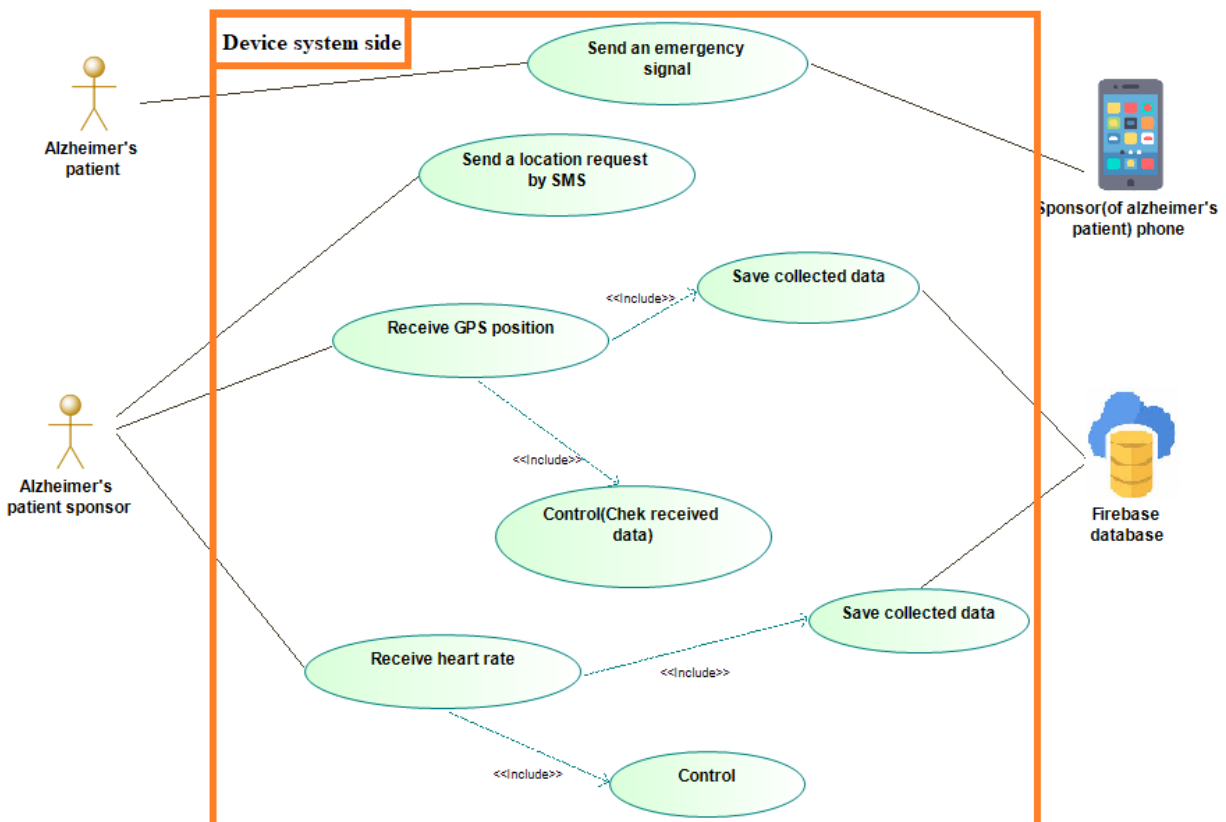 Device system side
Send an emergency
signal
Alzheimer's
patient
Send a location request
by SMS
Sponsor(of alzheimer's
patient) phone
Save collected data
<<Include>>
Receive GPS position
<<Include>>
Alzheimer's
patient sponsor
Control(Chek received
data)
Firebase
database
Save collected data
Receive heart rate
<<Include>>
<<Include>>
Control